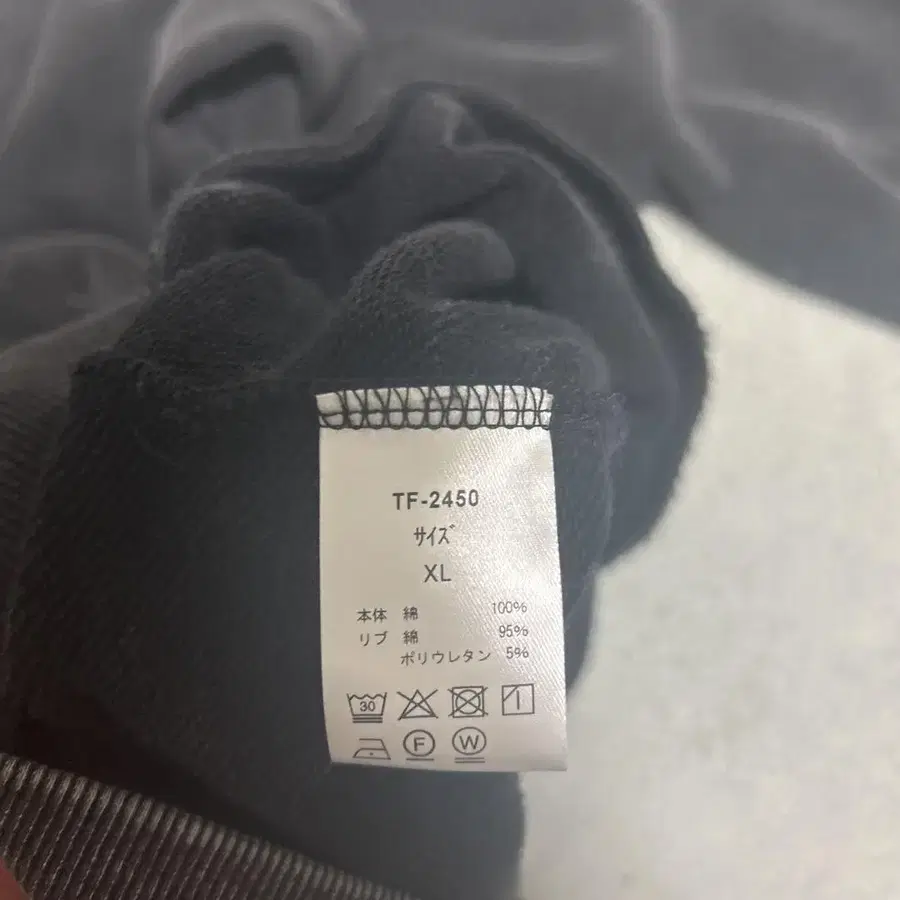 TF-2450
ｻｲｽﾞ
XL
本体 綿 100%
リブ 綿 95%
ポリウレタン 5%
30
F W